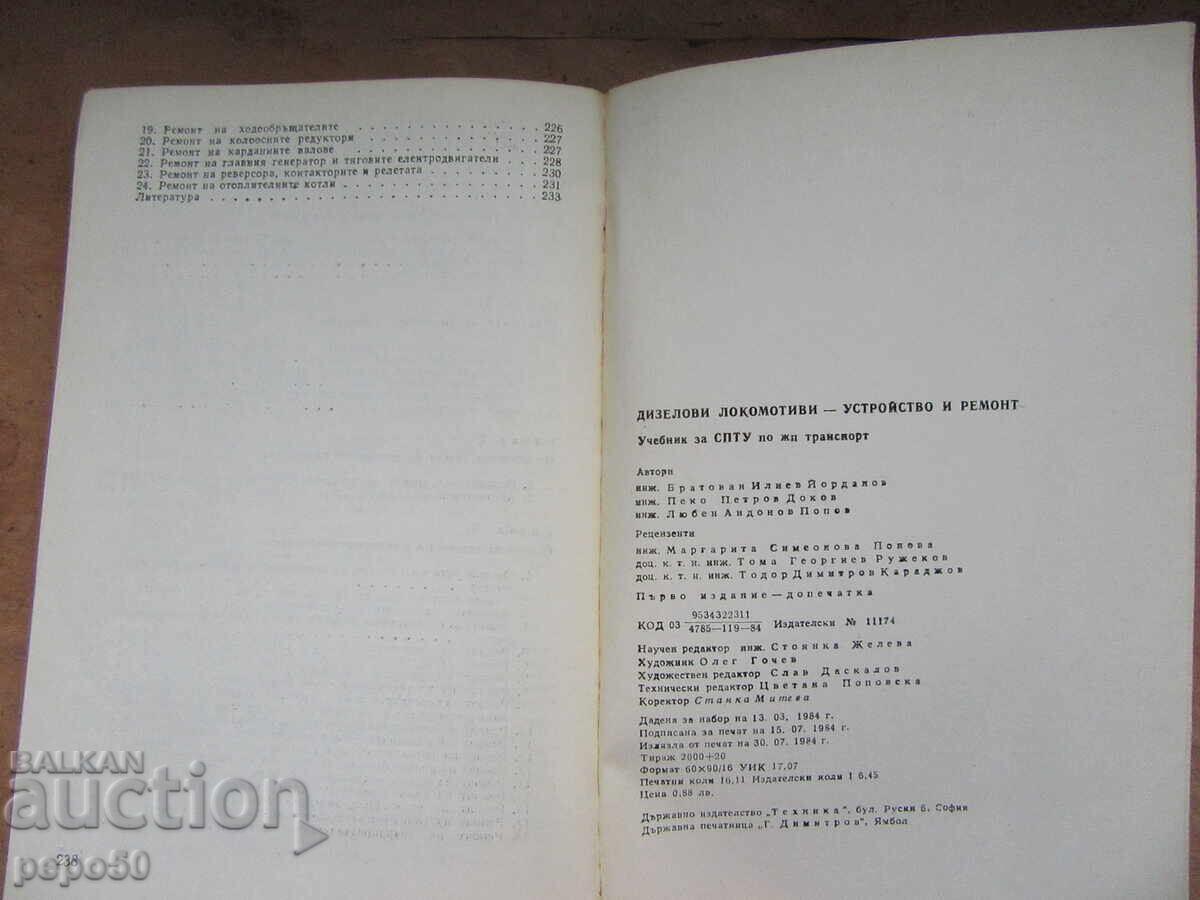 19. Ремонт на ходообръщателите . . . . . . . . . . . . . . 226
20. Ремонт на колоосните редуктори . . . . . . . . . . . . . 227
21. Ремонт на карданните валове . . . . . . . . . . . . . . . 227
22. Ремонт на главния генератор и тяговите електродвигатели . . . 228
23. Ремонт на реверсора, контакторите и релетата . . . . . . . . 230
24. Ремонт на отоплителните котли . . . . . . . . . . . . . . 231
Литература . . . . . . . . . . . . . . . . . . . . . . . 233
238
ДИЗЕЛОВИ ЛОКОМОТИВИ — УСТРОЙСТВО И РЕМОНТ
Учебник за СПТУ по жп транспорт
Автори
инж. Братован Илиев Йорданов
инж. Пеко Петров Доков
инж. Любен Андонов Попов
Рецензенти
инж. Маргарита Симеонова Попова
доц. к. т. н. инж. Тома Георгиев Ружеков
доц. к. т. н. инж. Тодор Димитров Караджов
Първо издание — допечатка
КОД 03 9534322311 / 4785—119—84 Издателски № 11174
Научен редактор инж. Стоянка Желева
Художник Олег Гочев
Художествен редактор Слав Даскалов
Технически редактор Цветана Поповска
Коректор Станка Митева
Дадена за набор на 13. 03. 1984 г.
Подписана за печат на 15. 07. 1984 г.
Излязла от печат на 30. 07. 1984 г.
Тираж 2000+20
Формат 60×90/16 УИК 17,07
Печатни коли 16,11 Издателски коли 1 6,45
Цена 0,88 лв.
Държавно издателство „Техника", бул. Руски 6, София
Държавна печатница „Г. Димитров", Ямбол
BALKAN
auction
pepo50